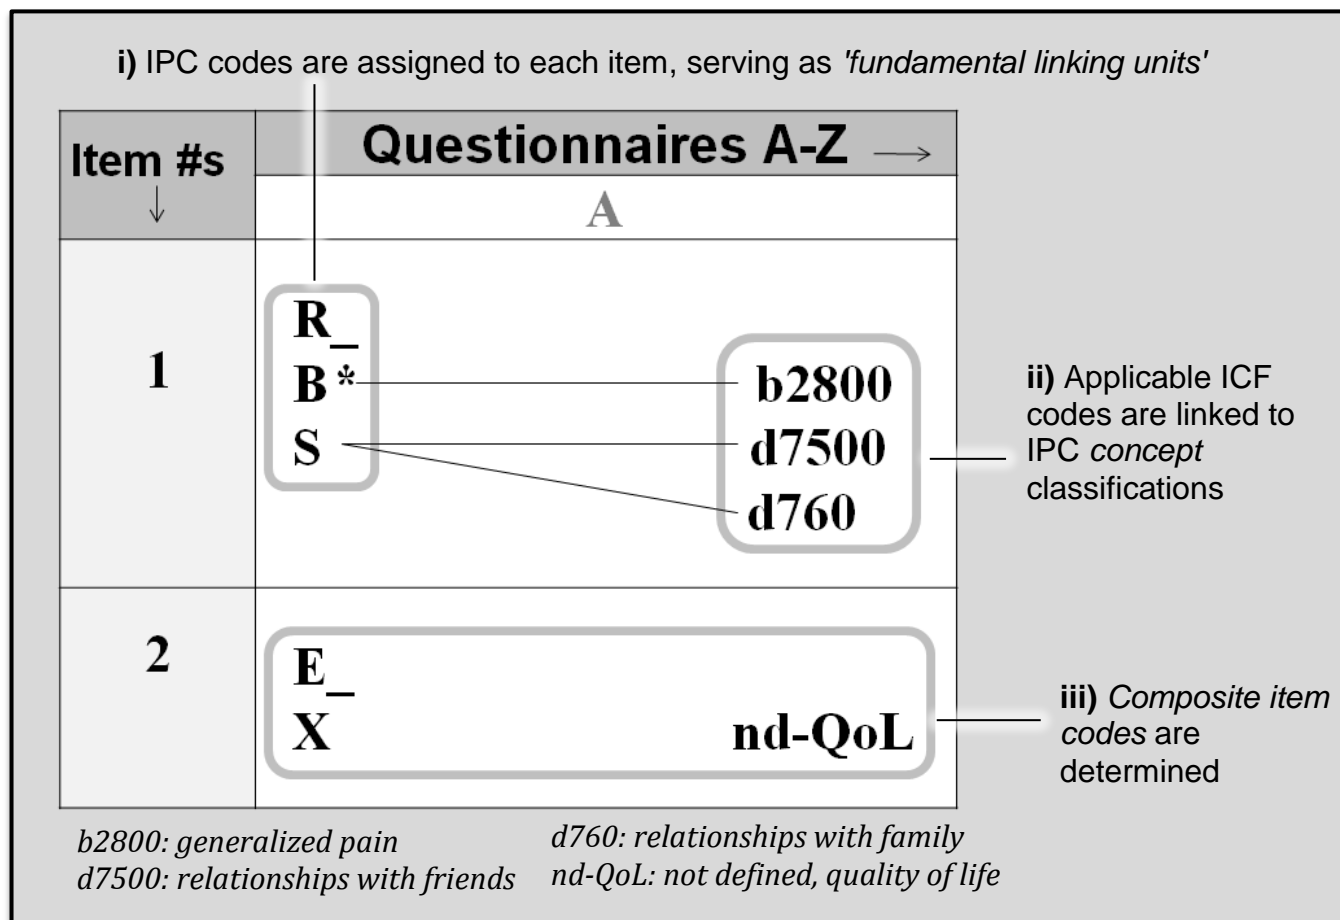 i) IPC codes are assigned to each item, serving as 'fundamental linking units'
Item #s
↓
Questionnaires A-Z →
A
1
R_
B*
S
b2800
d7500
d760
ii) Applicable ICF
codes are linked to
IPC concept
classifications
2
E_
X
nd-QoL
iii) Composite item
codes are
determined
b2800: generalized pain
d7500: relationships with friends
d760: relationships with family
nd-QoL: not defined, quality of life